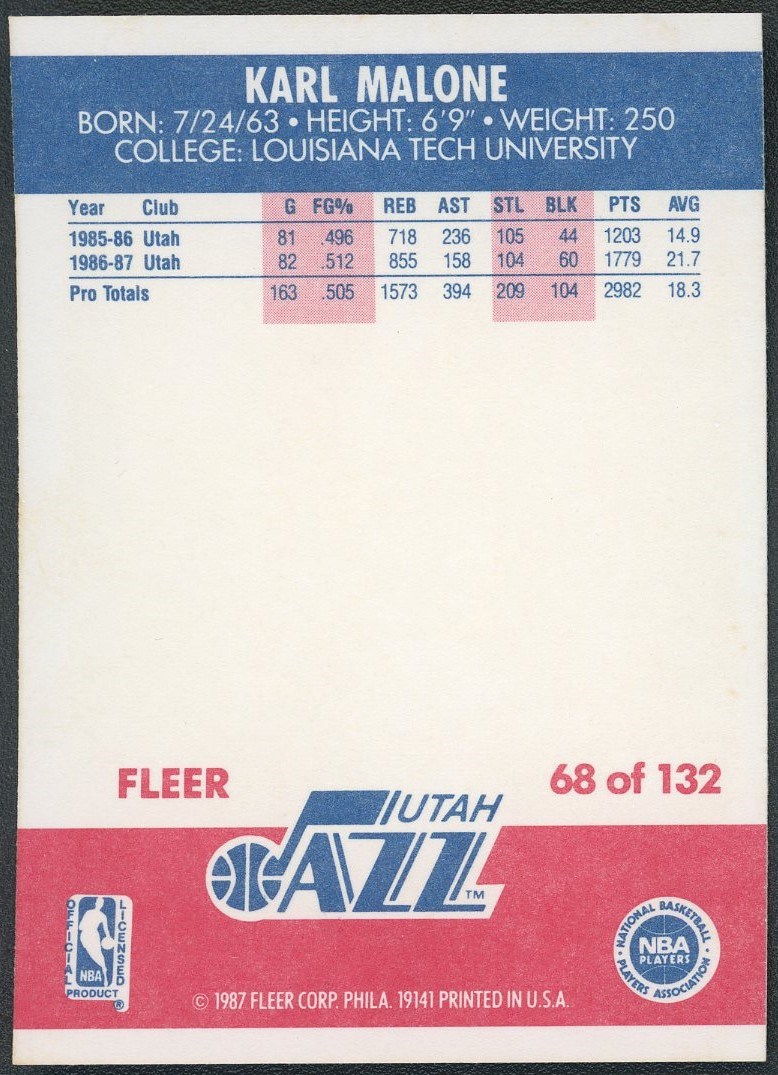 KARL MALONE
BORN: 7/24/63 • HEIGHT: 6'9" • WEIGHT: 250
COLLEGE: LOUISIANA TECH UNIVERSITY
Year Club G FG% REB AST STL BLK PTS AVG
1985-86 Utah 81 .496 718 236 105 44 1203 14.9
1986-87 Utah 82 .512 855 158 104 60 1779 21.7
Pro Totals 163 .505 1573 394 209 104 2982 18.3
FLEER 68 of 132
UTAH
JAZZ™
OFFICIAL LICENSED
NBA
PRODUCT ®
NATIONAL BASKETBALL
NBA
PLAYERS
PLAYERS ASSOCIATION
© 1987 FLEER CORP. PHILA. 19141 PRINTED IN U.S.A.